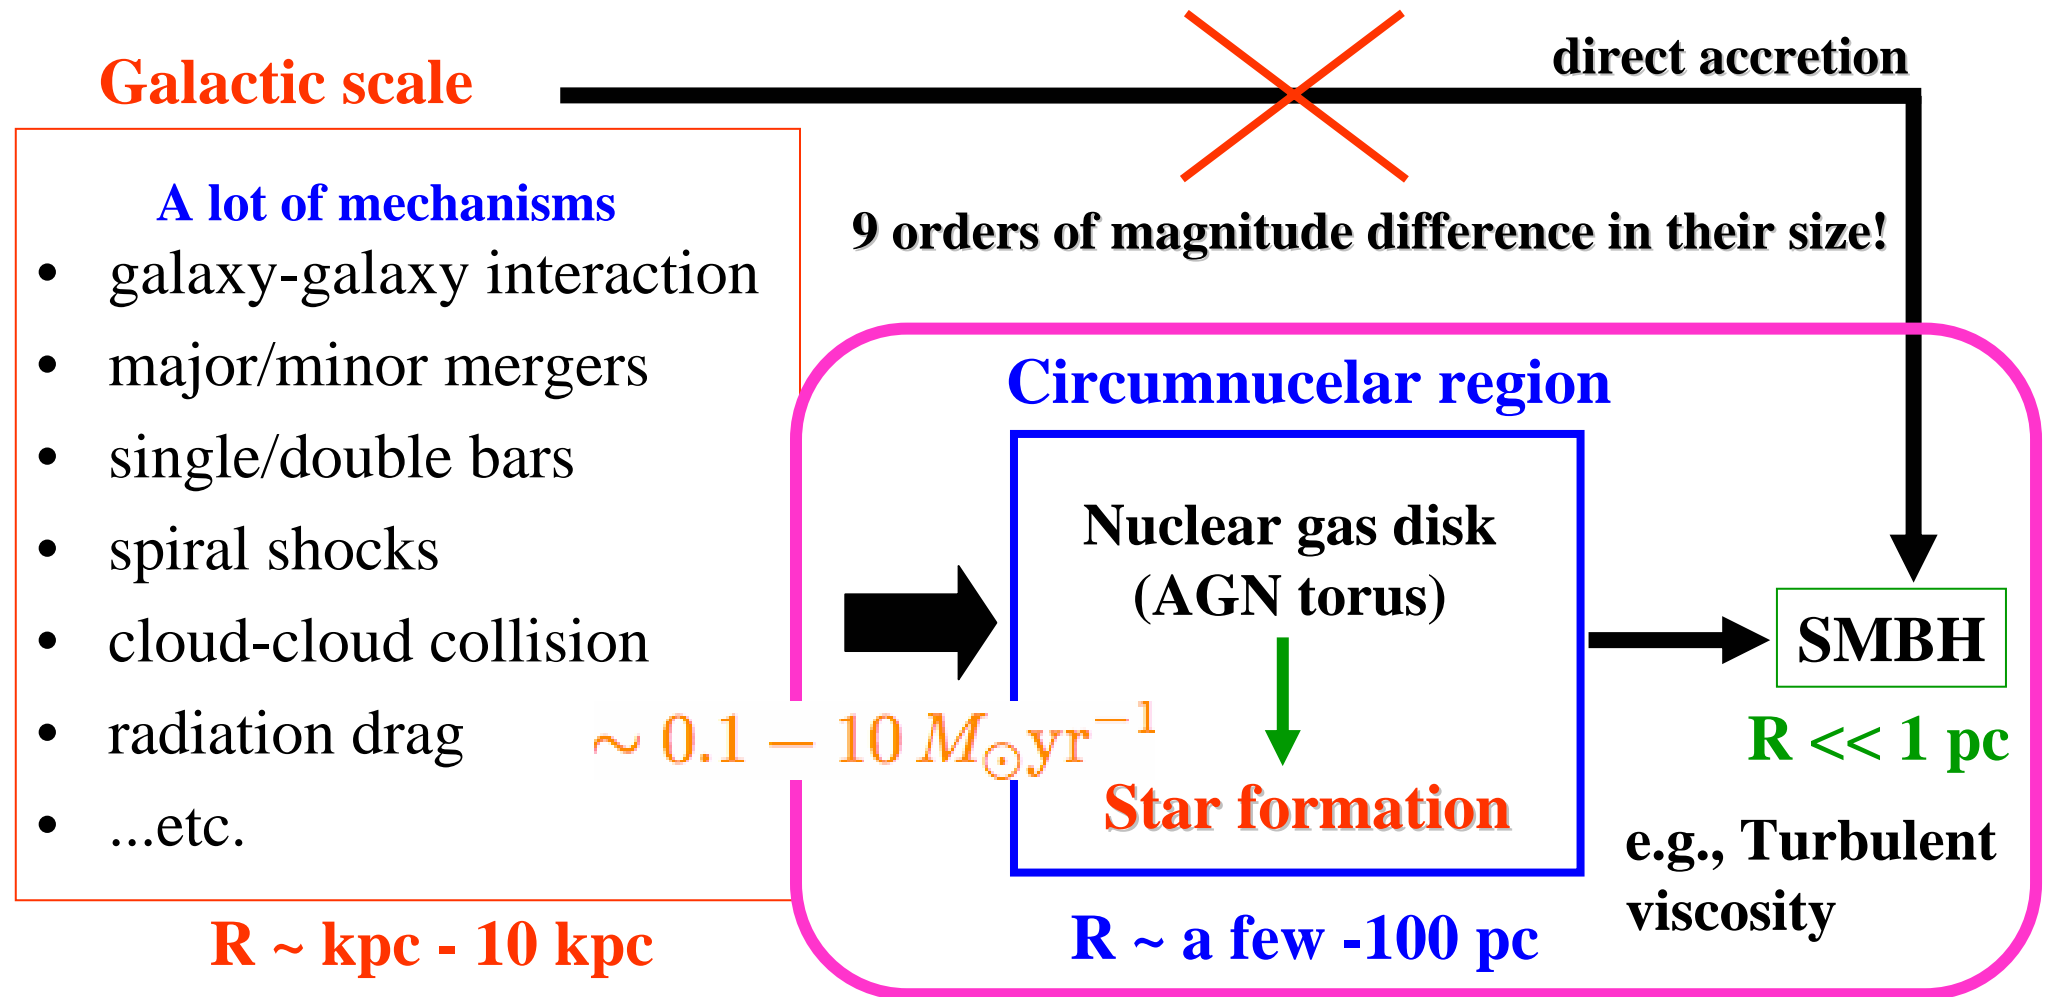 Galactic scale
direct accretion
A lot of mechanisms
• galaxy-galaxy interaction
• major/minor mergers
• single/double bars
• spiral shocks
• cloud-cloud collision
• radiation drag
• ...etc.
R ~ kpc - 10 kpc
9 orders of magnitude difference in their size!
∼ 0.1 − 10 M⊙yr⁻¹
Circumnucelar region
Nuclear gas disk
(AGN torus)
Star formation
R ~ a few -100 pc
SMBH
R << 1 pc
e.g., Turbulent
viscosity